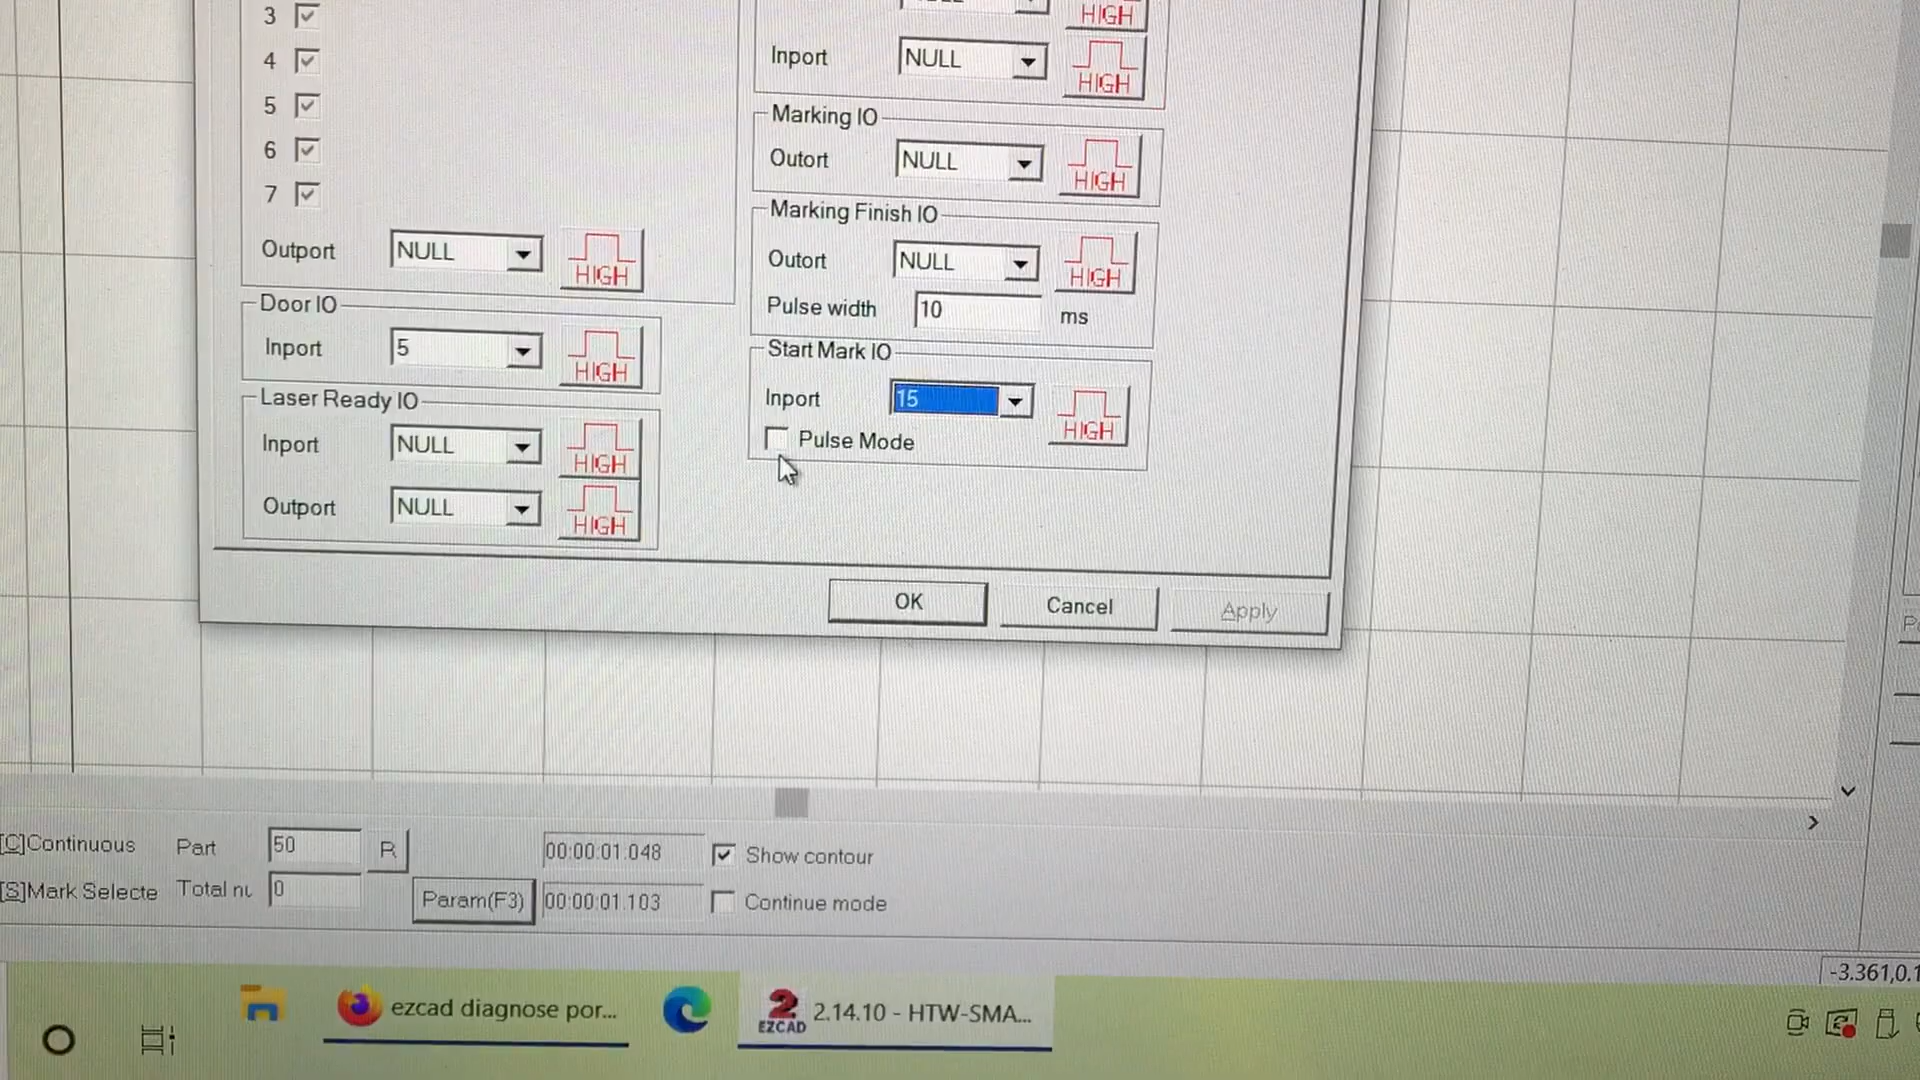 3
4
5
6
7
Outport NULL HIGH
Door IO
Inport 5 HIGH
Laser Ready IO
Inport NULL HIGH
Outport NULL HIGH
HIGH
Inport NULL HIGH
Marking IO
Outort NULL HIGH
Marking Finish IO
Outort NULL HIGH
Pulse width 10 ms
Start Mark IO
Inport 15 HIGH
Pulse Mode
OK Cancel Apply
[C]Continuous Part 50 R 00:00:01.048 Show contour
[S]Mark Selecte Total nu 0 Param(F3) 00:00:01.103 Continue mode
-3.361,0.1
ezcad diagnose por... 2 EZCAD 2.14.10 - HTW-SMA...